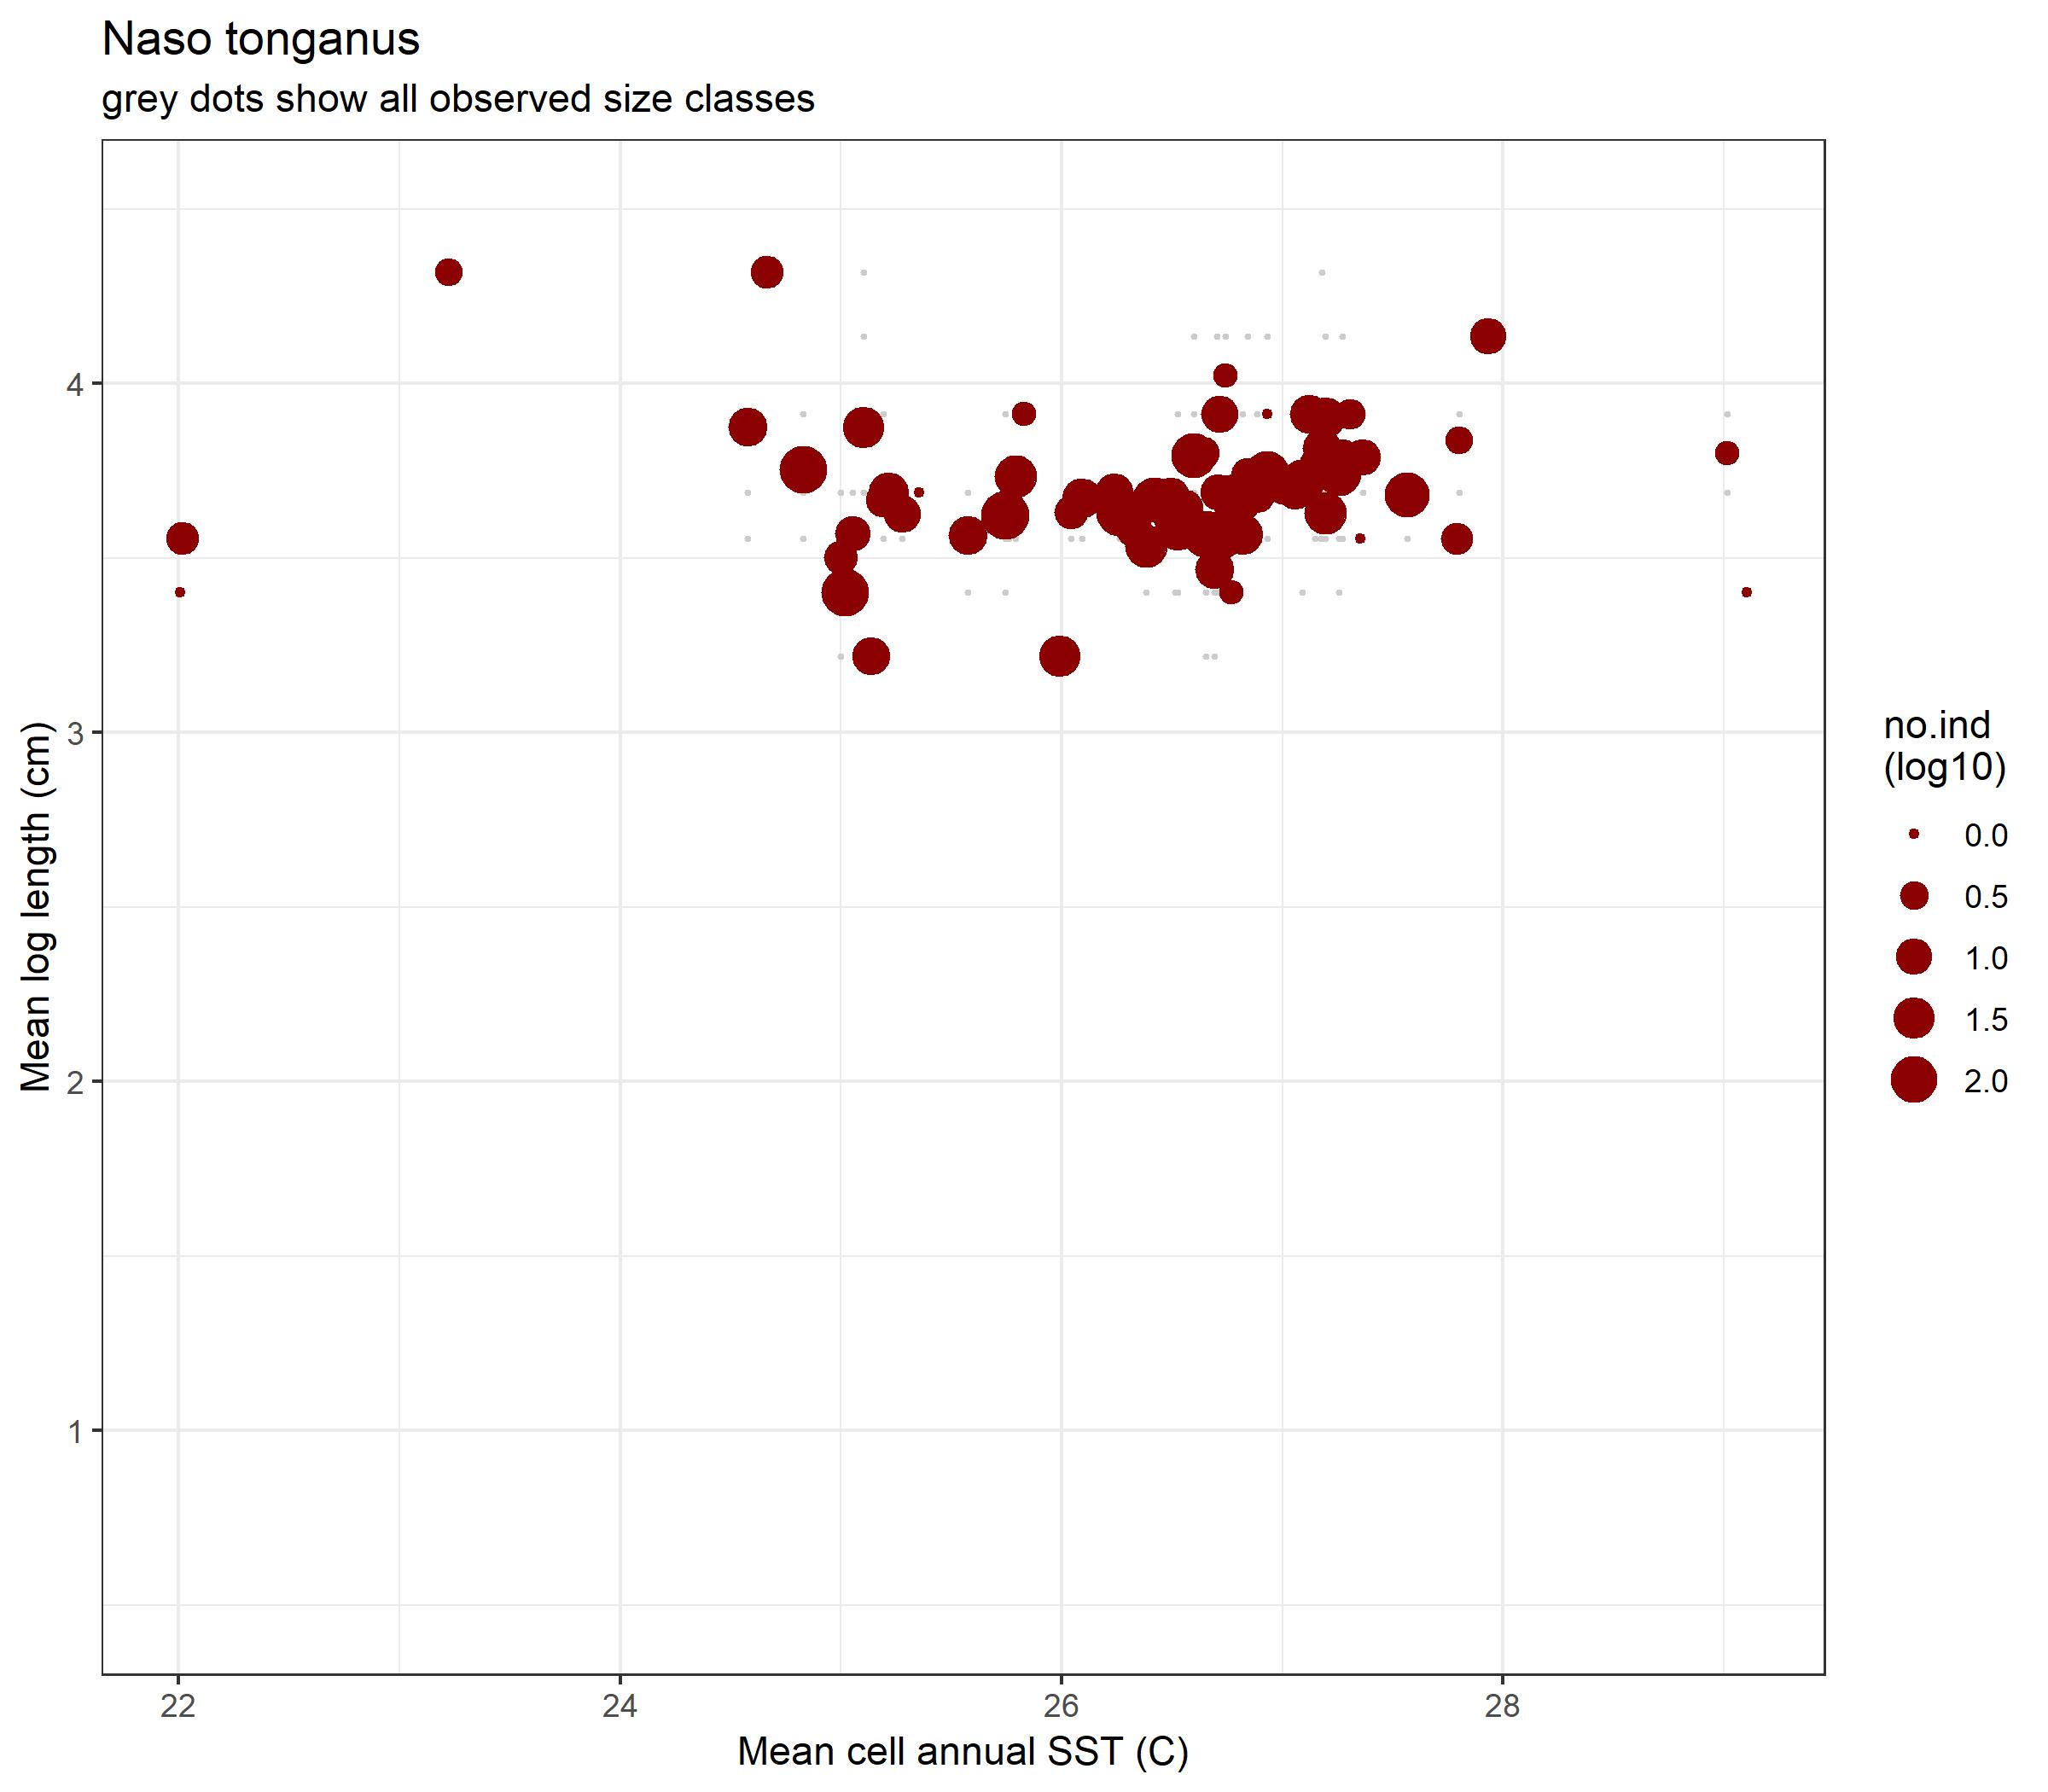 Naso tonganus
grey dots show all observed size classes
4
3
2
1
Mean log length (cm)
22
24
26
28
Mean cell annual SST (C)
no.ind
(log10)
0.0
0.5
1.0
1.5
2.0